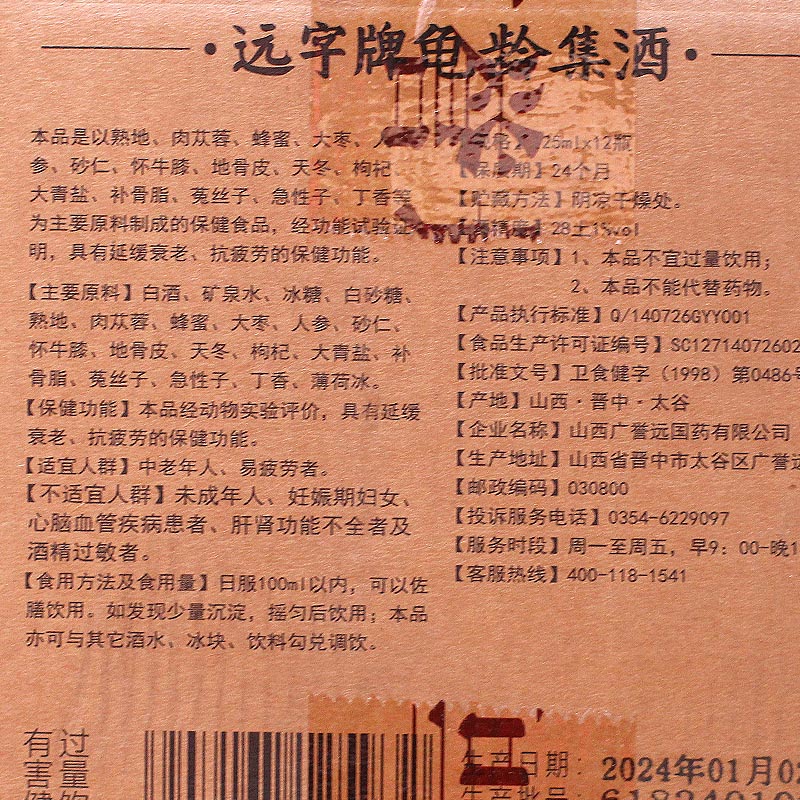 ·远字牌龟龄集酒·
本品是以熟地、肉苁蓉、蜂蜜、大枣、人
参、砂仁、怀牛膝、地骨皮、天冬、枸杞
大青盐、补骨脂、菟丝子、急性子、丁香等
为主要原料制成的保健食品，经功能试验证
明，具有延缓衰老、抗疲劳的保健功能。
【主要原料】白酒、矿泉水、冰糖、白砂糖、
熟地、肉苁蓉、蜂蜜、大枣、人参、砂仁、
怀牛膝、地骨皮、天冬、枸杞、大青盐、补
骨脂、菟丝子、急性子、丁香、薄荷冰。
【保健功能】本品经动物实验评价，具有延缓
衰老、抗疲劳的保健功能。
【适宜人群】中老年人、易疲劳者。
【不适宜人群】未成年人、妊娠期妇女、
心脑血管疾病患者、肝肾功能不全者及
酒精过敏者。
【食用方法及食用量】日服100ml以内，可以佐
膳饮用。如发现少量沉淀，摇匀后饮用；本品
亦可与其它酒水、冰块、饮料勾兑调饮。
格】125ml×12瓶
【保质期】24个月
【贮藏方法】阴凉干燥处。
【酒精度】28±1%vol
【注意事项】1、本品不宜过量饮用；
2、本品不能代替药物。
【产品执行标准】Q/140726GYY001
【食品生产许可证编号】SC12714072602
【批准文号】卫食健字（1998）第0486号
【产地】山西·晋中·太谷
【企业名称】山西广誉远国药有限公司
【生产地址】山西省晋中市太谷区广誉远
【邮政编码】030800
【投诉服务电话】0354-6229097
【服务时段】周一至周五，早9：00-晚1
【客服热线】400-118-1541
过量饮
有害健
生产日期：2024年01月02
生产批号：